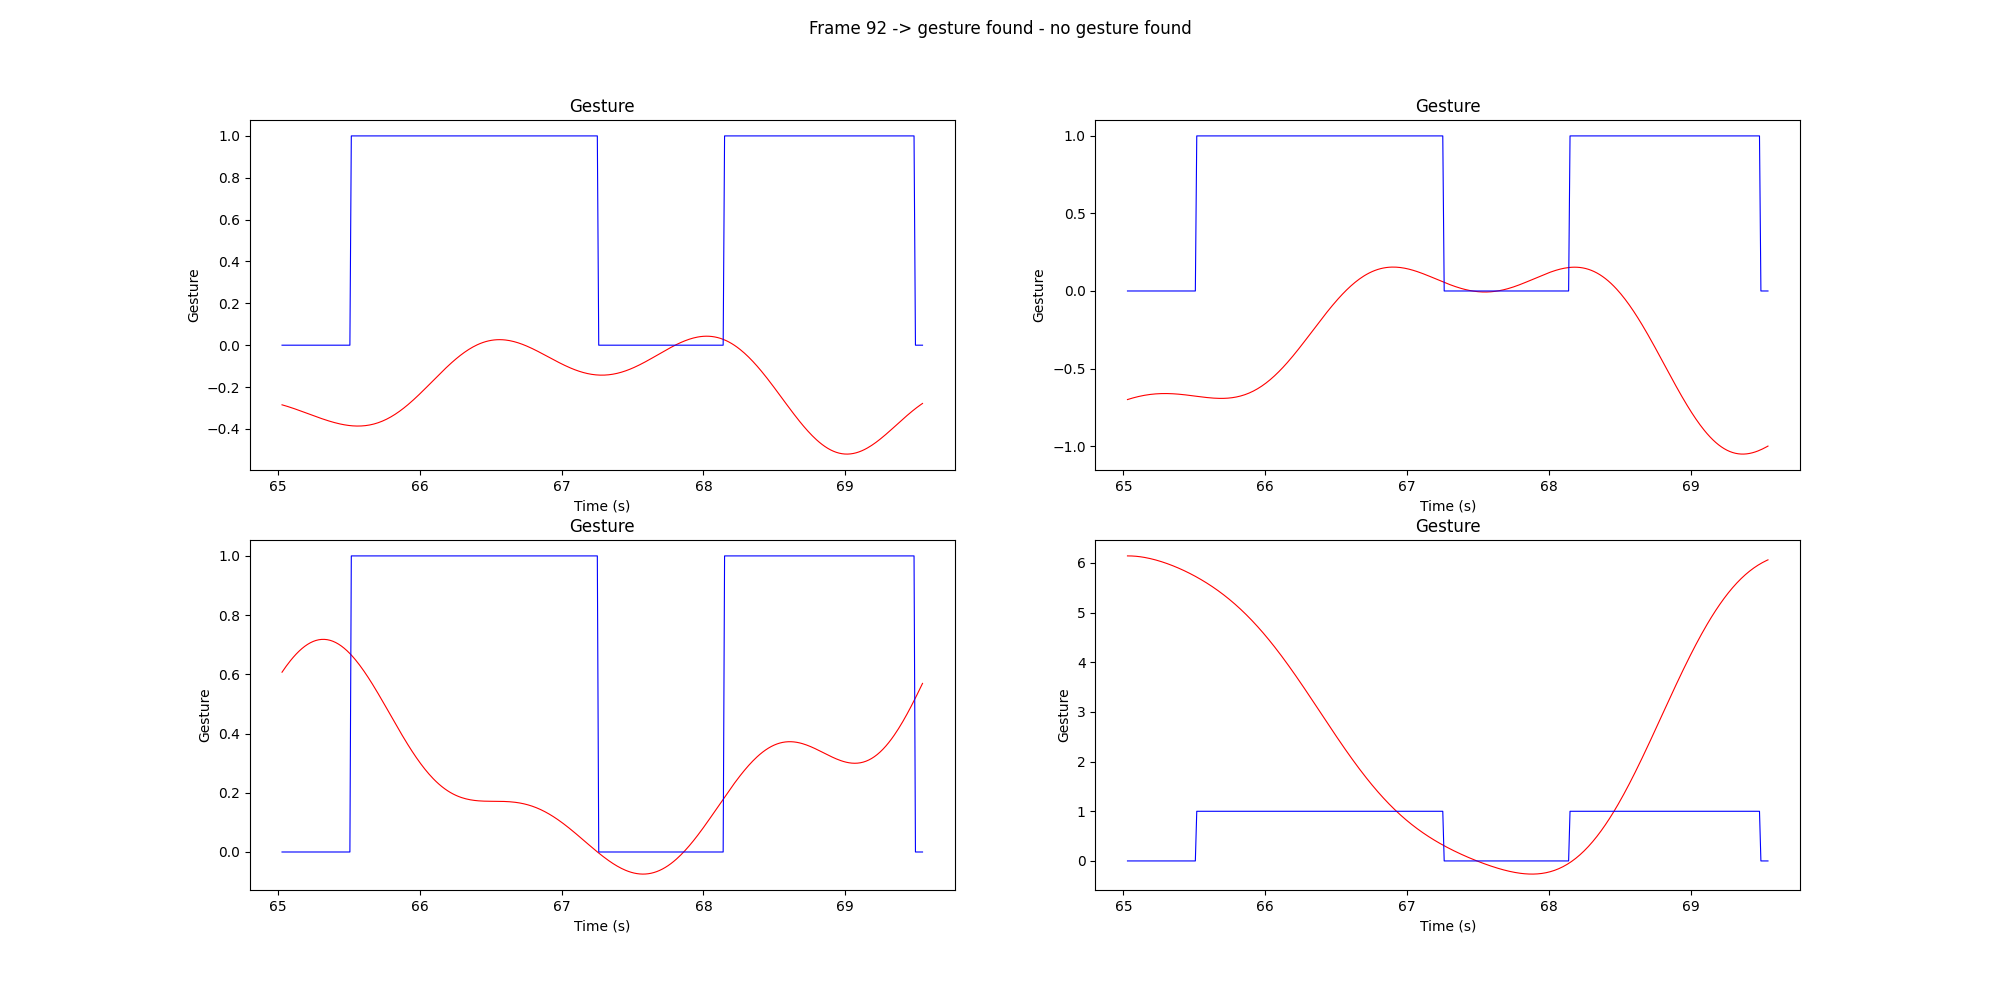 Frame 92 -> gesture found - no gesture found
Gesture
Gesture
1.0
0.8
0.6
0.4
0.2
0.0
−0.2
−0.4
65 66 67 68 69
Time (s)
Gesture
Gesture
1.0
0.5
0.0
−0.5
−1.0
65 66 67 68 69
Time (s)
Gesture
Gesture
1.0
0.8
0.6
0.4
0.2
0.0
65 66 67 68 69
Time (s)
Gesture
Gesture
6
5
4
3
2
1
0
65 66 67 68 69
Time (s)